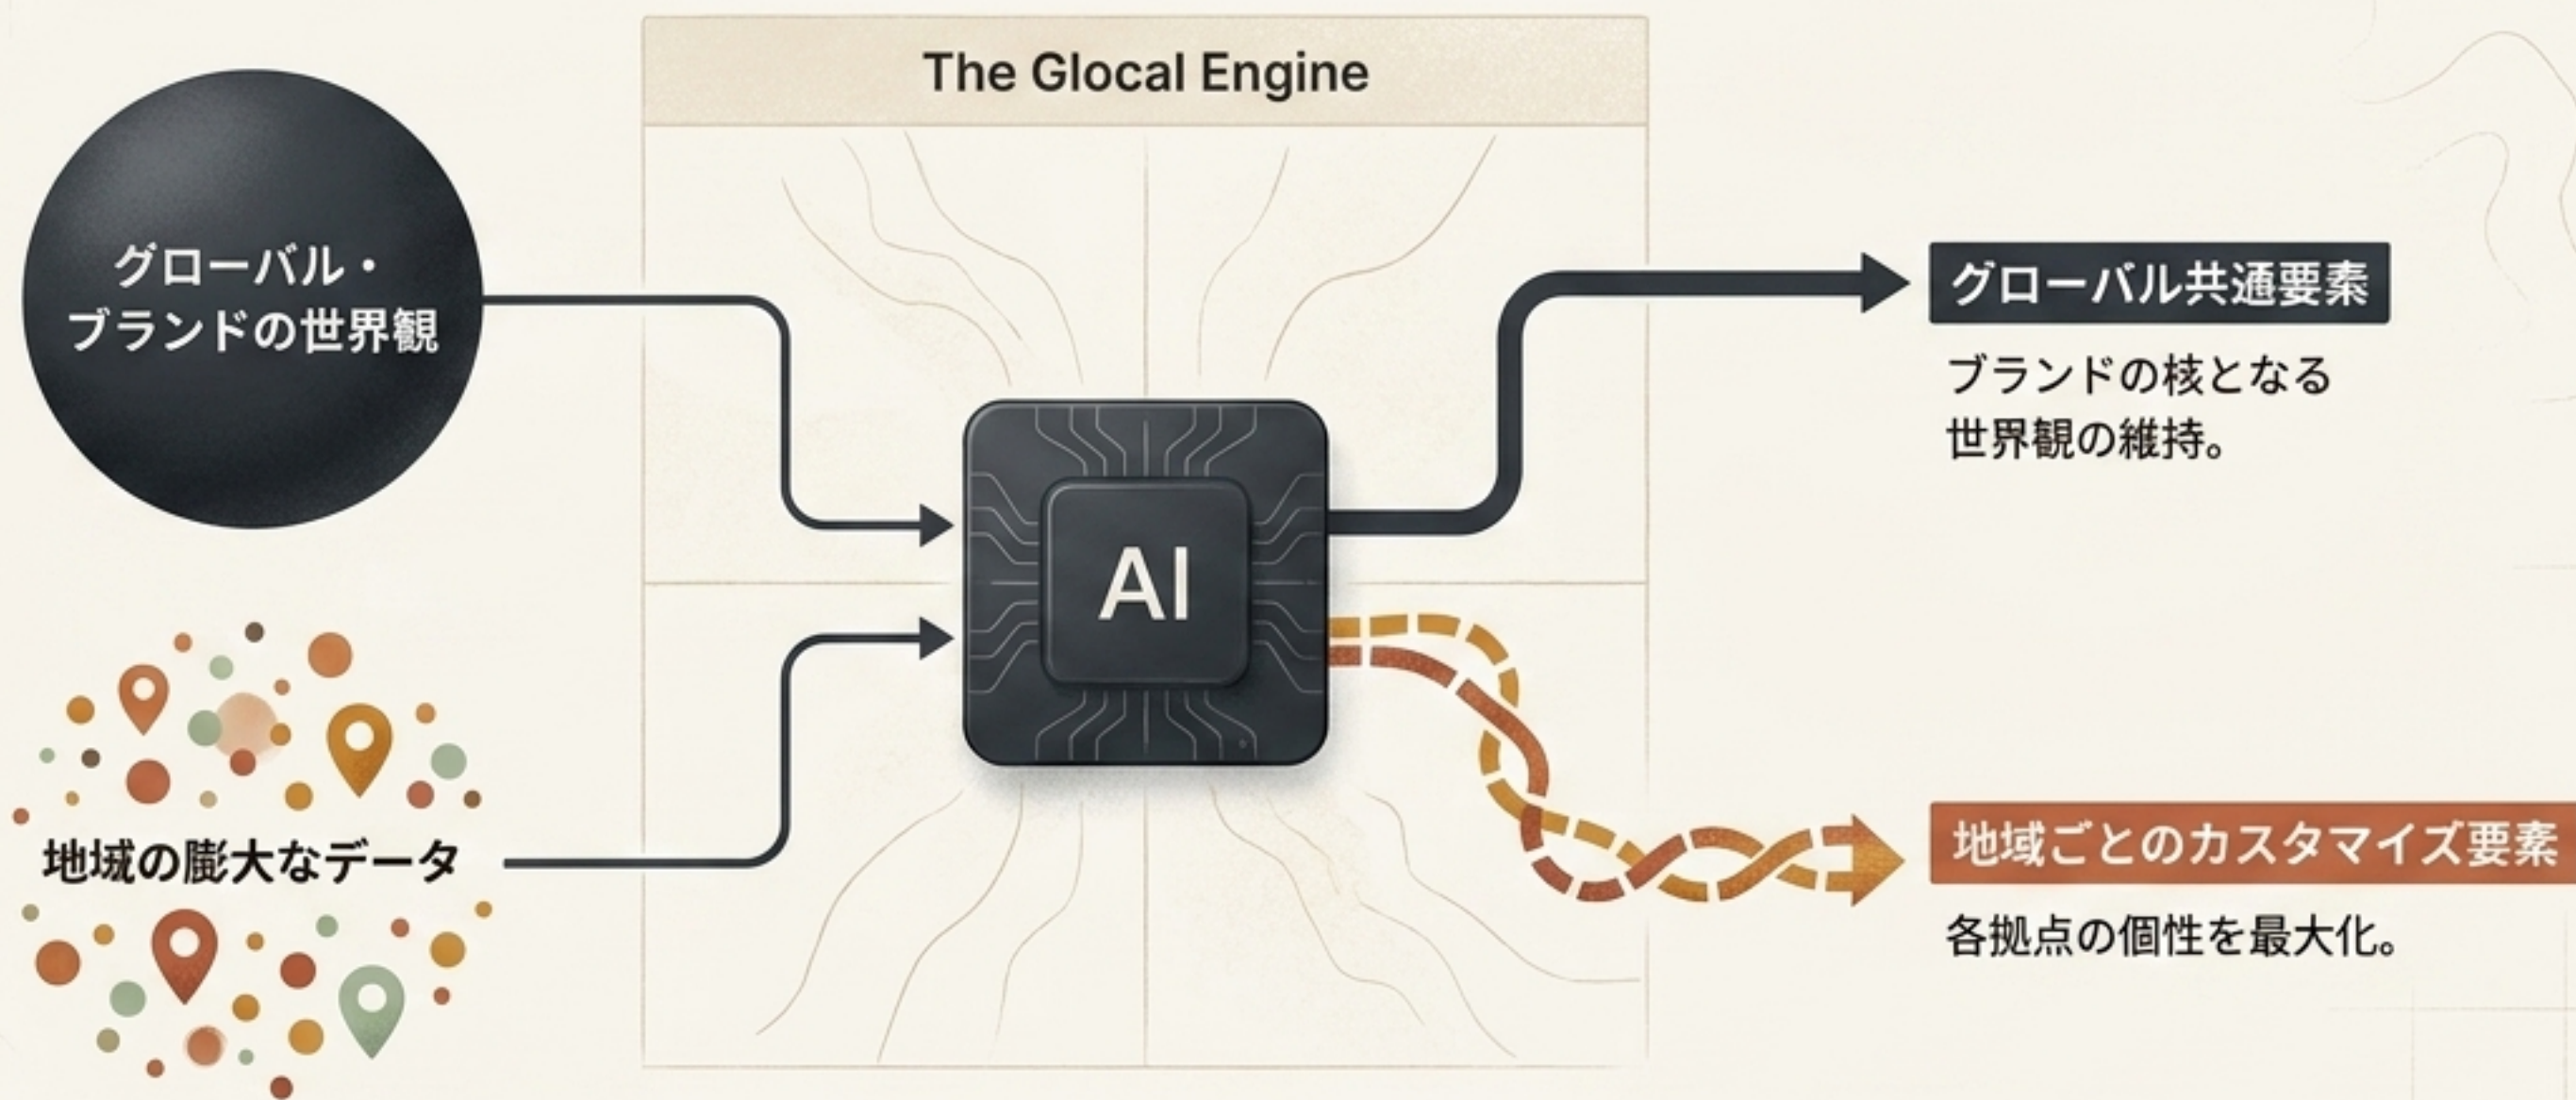 The Glocal Engine
グローバル・
ブランドの世界観
地域の膨大なデータ
AI
グローバル共通要素
ブランドの核となる
世界観の維持。
地域ごとのカスタマイズ要素
各拠点の個性を最大化。